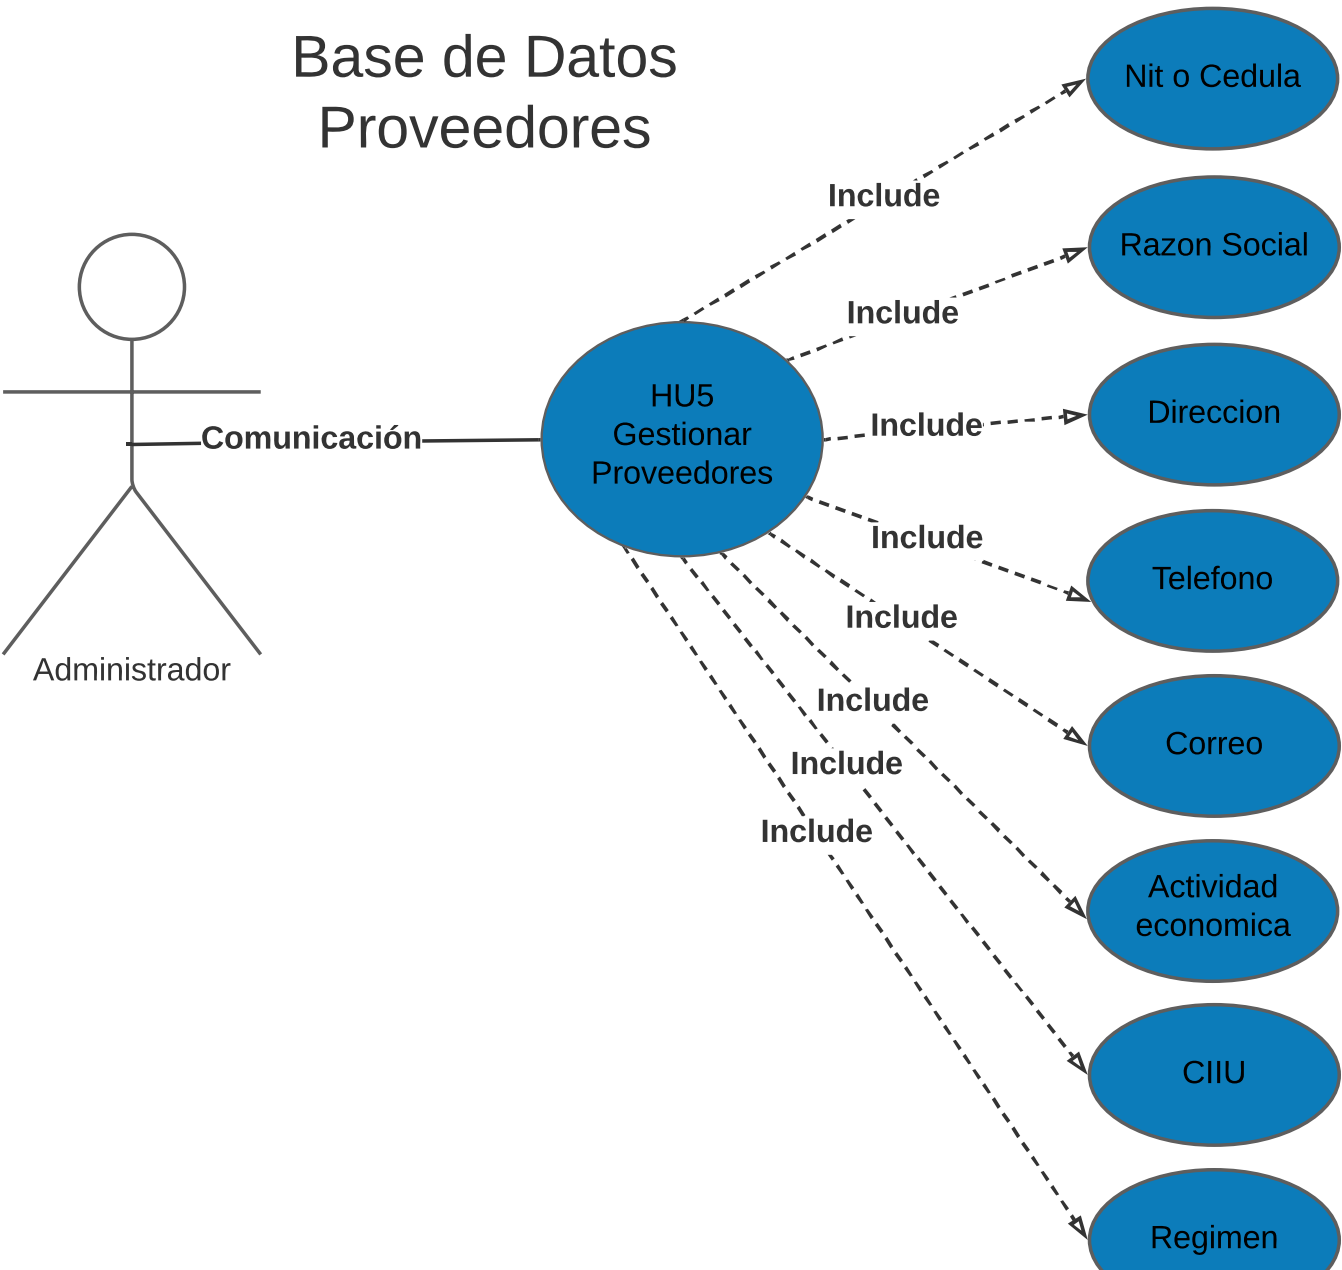 Base de Datos
Proveedores
Nit o Cedula
Include
Razon Social
Include
HU5
Gestionar
Proveedores
Direccion
Include
Comunicación
Include
Telefono
Include
Administrador
Include
Correo
Include
Include
Actividad
economica
CIIU
Regimen